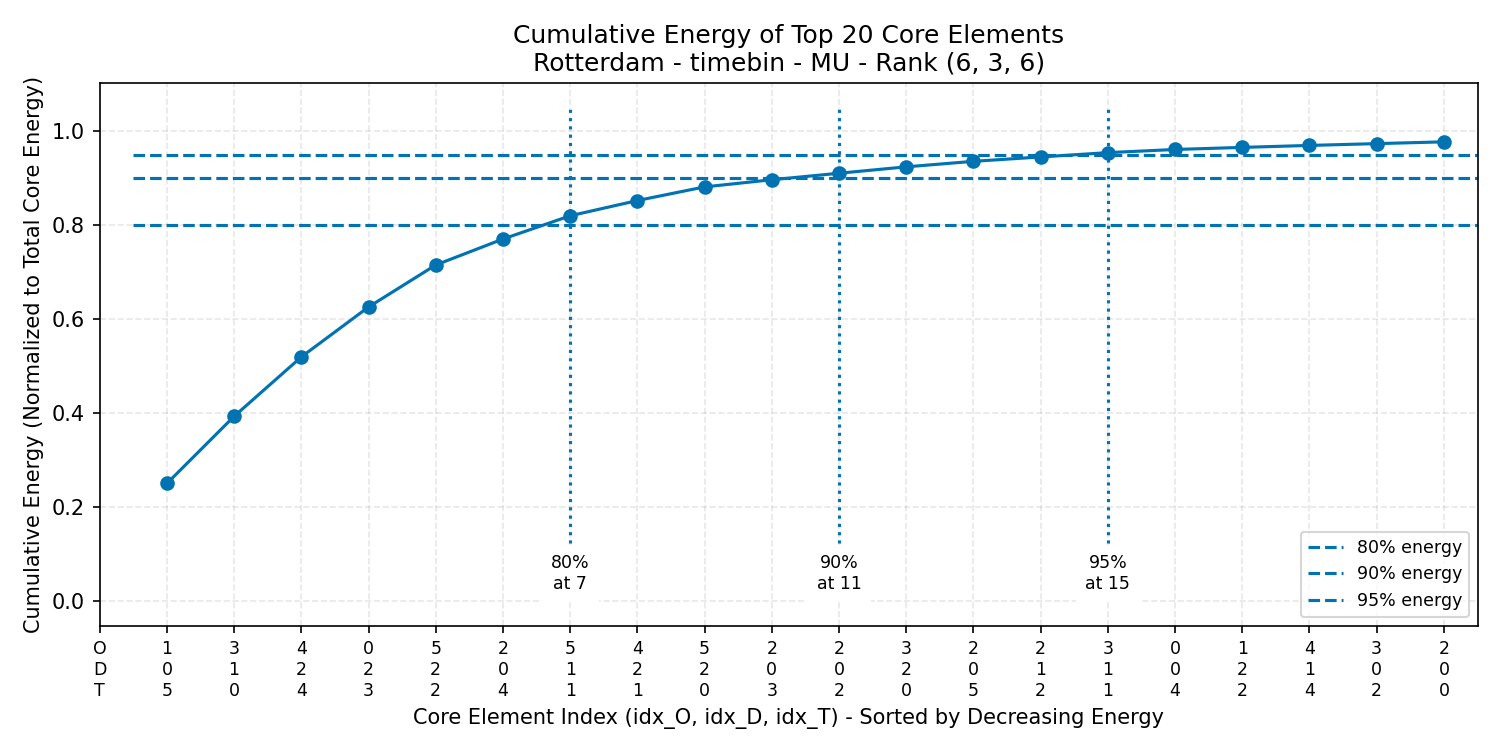 Cumulative Energy of Top 20 Core Elements
Rotterdam - timebin - MU - Rank (6, 3, 6)
Cumulative Energy (Normalized to Total Core Energy)
1.0
0.8
0.6
0.4
0.2
0.0
80%
at 7
90%
at 11
95%
at 15
80% energy
90% energy
95% energy
O 1 3 4 0 5 2 5 4 5 2 2 3 2 2 3 0 1 4 3 2
D 0 1 2 2 2 0 1 2 2 0 0 2 0 1 1 0 2 1 0 0
T 5 0 4 3 2 4 1 1 0 3 2 0 5 2 1 4 2 4 2 0
Core Element Index (idx_O, idx_D, idx_T) - Sorted by Decreasing Energy